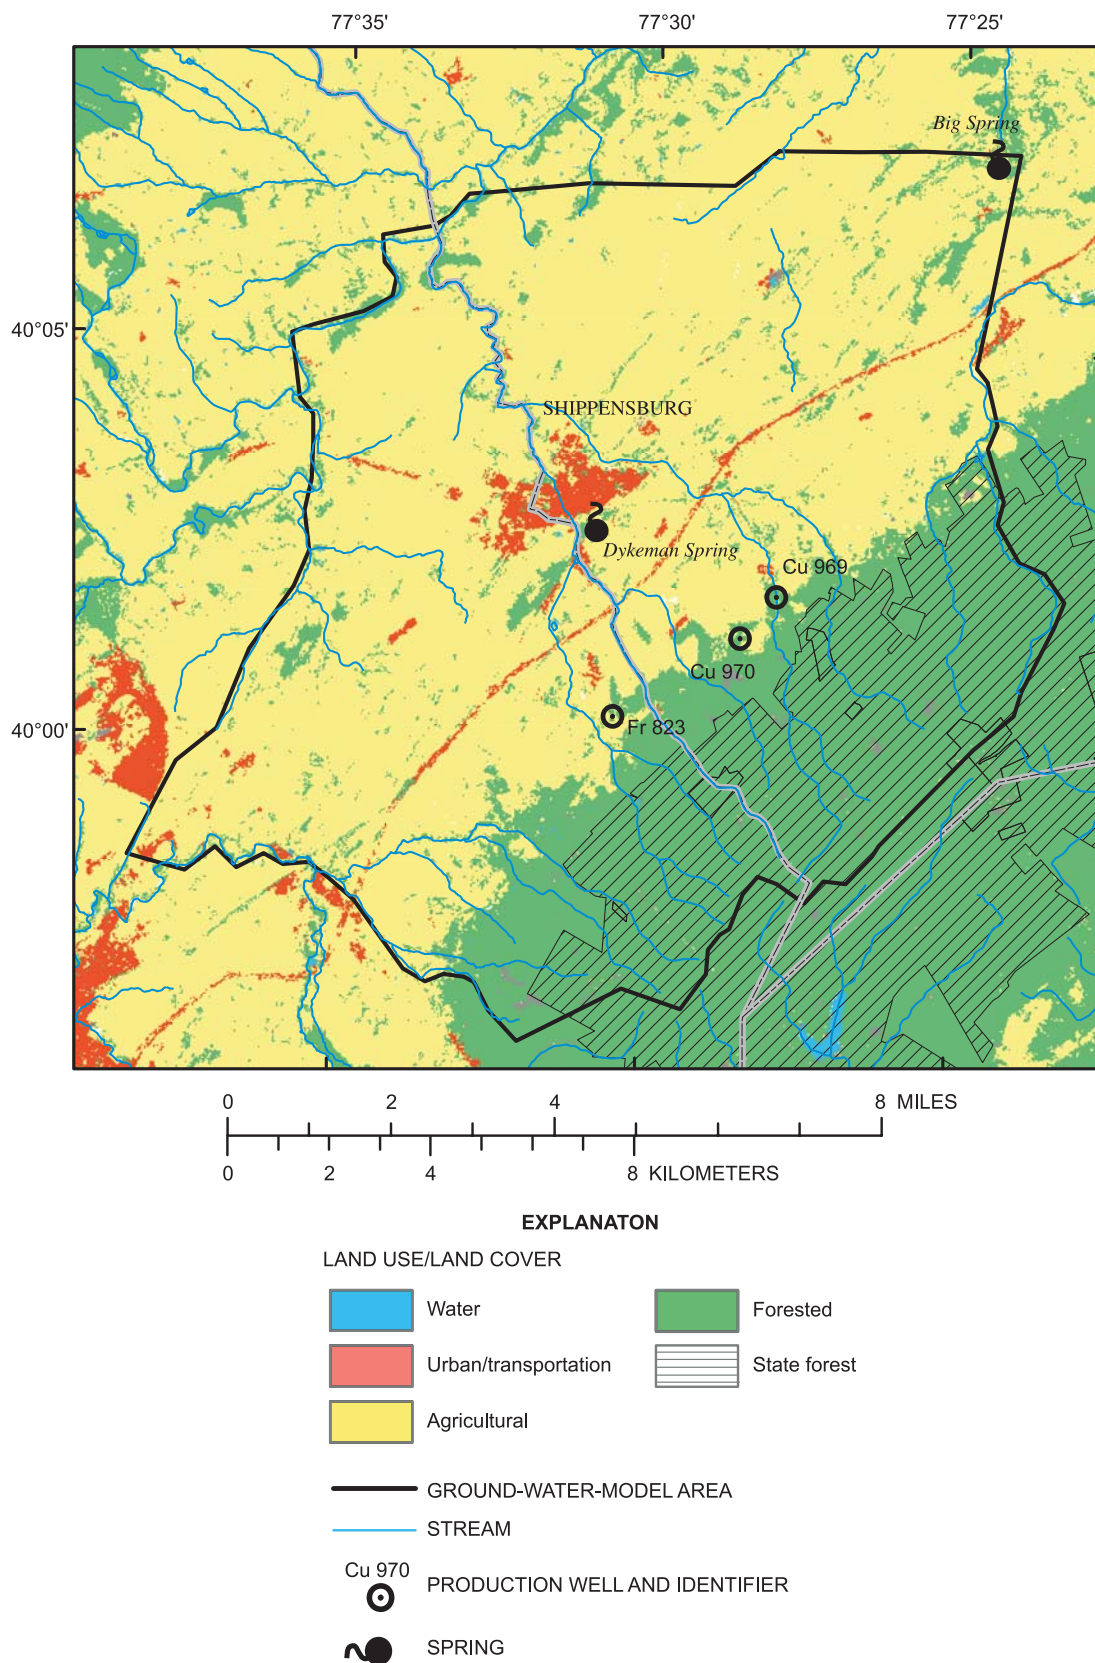 77°35' 77°30' 77°25'
Big Spring
40°05'
SHIPPENSBURG
Dykeman Spring
Cu 969
Cu 970
40°00'
Fr 823
0 2 4 8 MILES
0 2 4 8 KILOMETERS
EXPLANATON
LAND USE/LAND COVER
Water
Forested
Urban/transportation
State forest
Agricultural
GROUND-WATER-MODEL AREA
STREAM
Cu 970
PRODUCTION WELL AND IDENTIFIER
SPRING